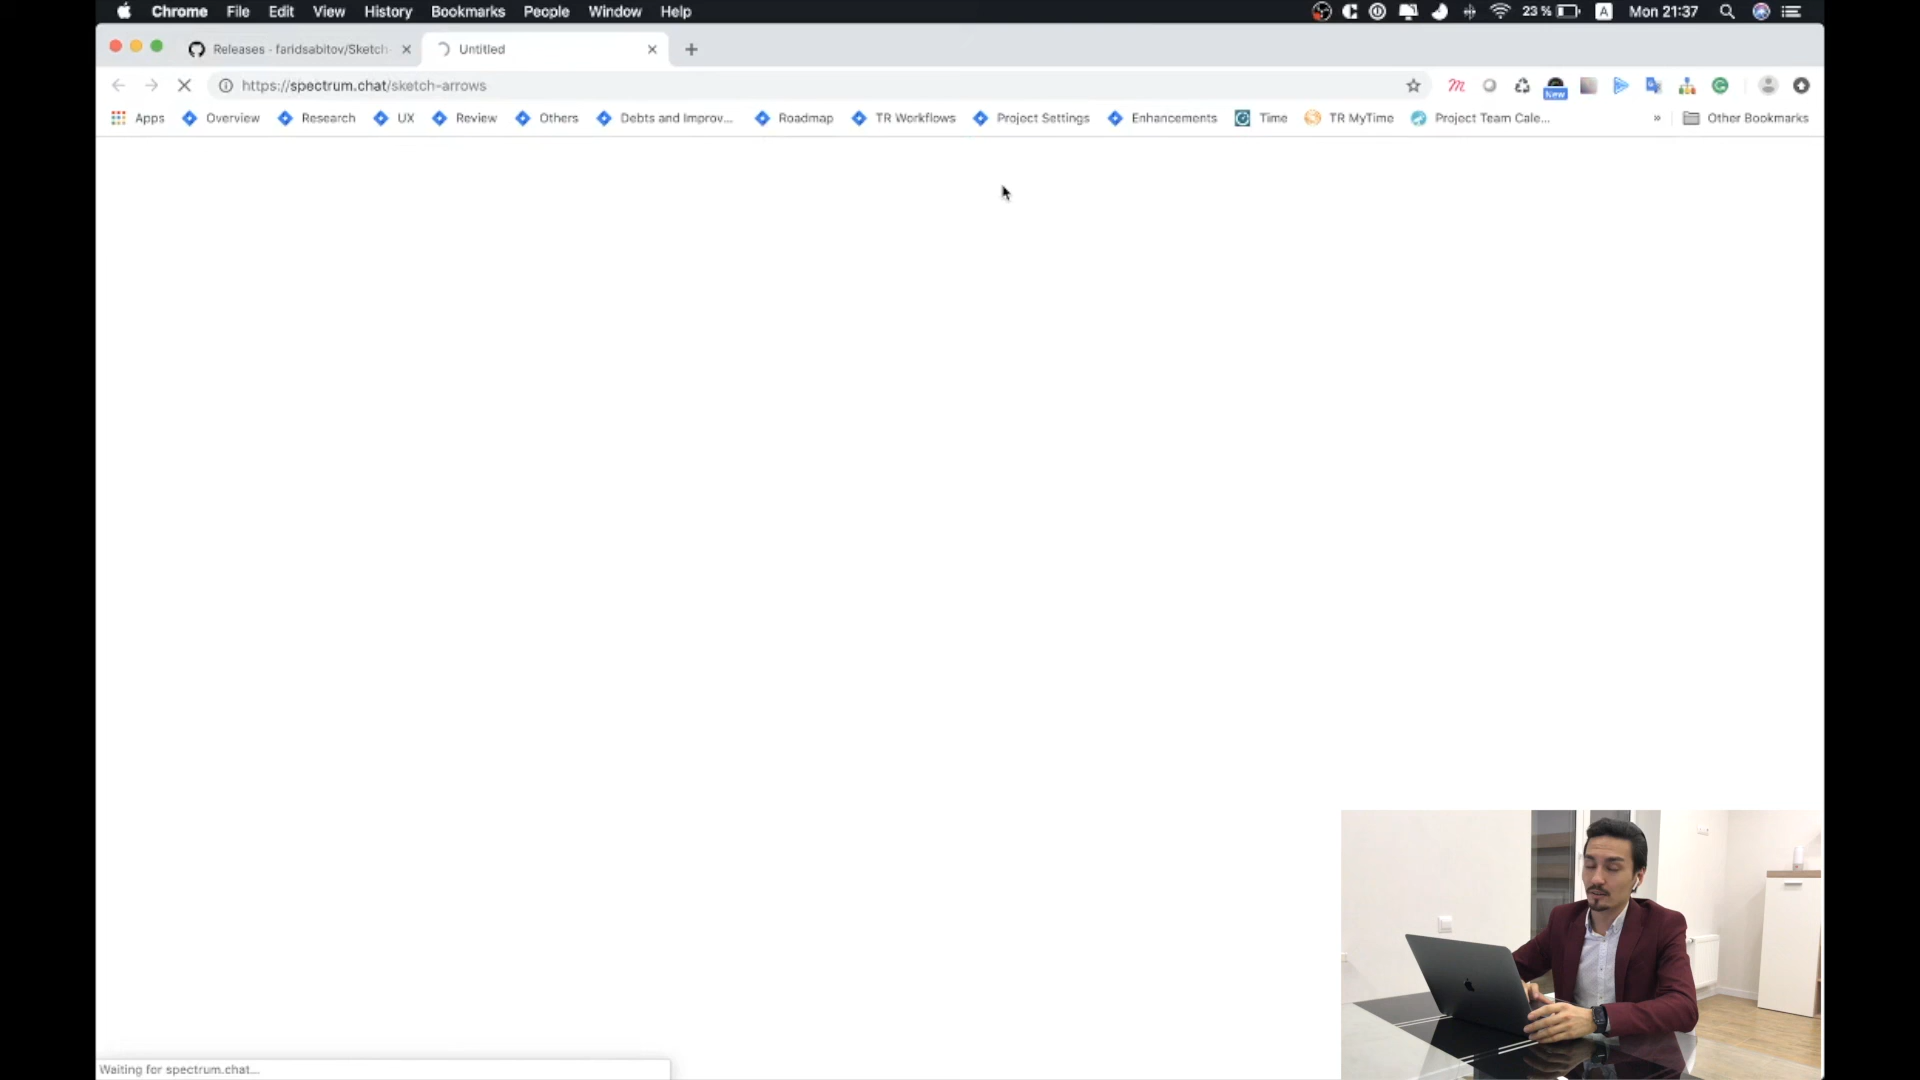 Chrome File Edit View History Bookmarks People Window Help 23 % A Mon 21:37
Releases - faridsabitov/Sketch Untitled
https://spectrum.chat/sketch-arrows New
Apps Overview Research UX Review Others Debts and Improv... Roadmap TR Workflows Project Settings Enhancements Time TR MyTime Project Team Cale... » Other Bookmarks
Waiting for spectrum.chat...